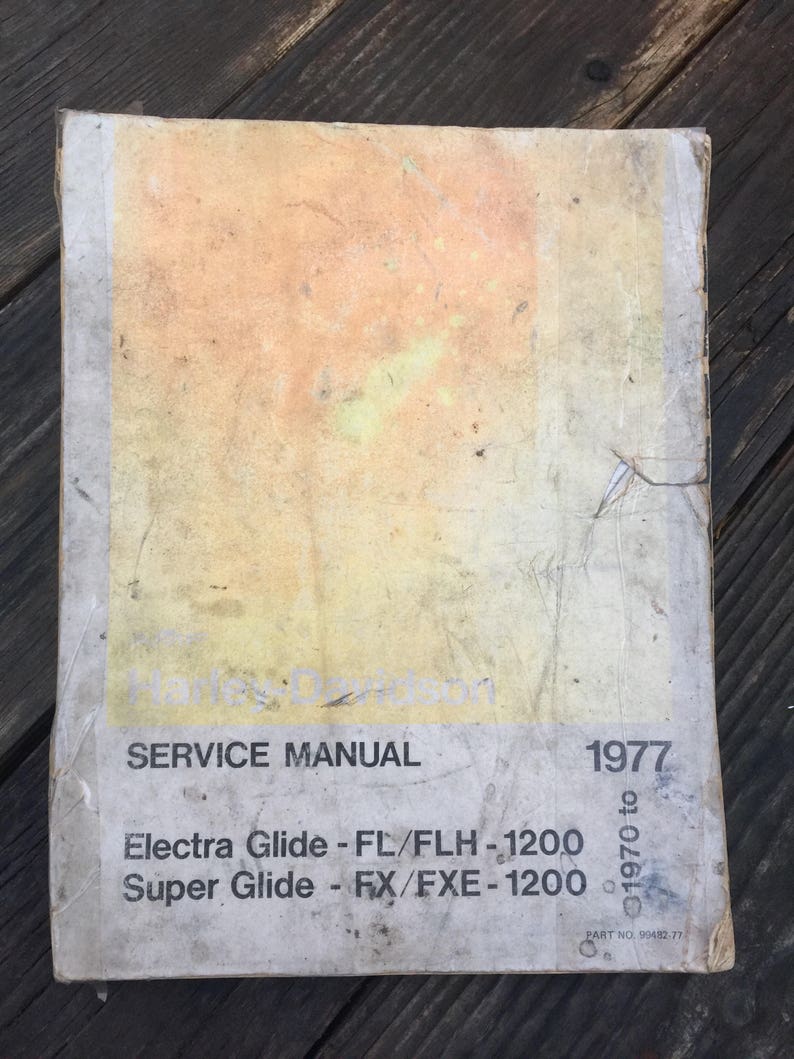 Harley-Davidson
SERVICE MANUAL
1977
1970 to
Electra Glide - FL/FLH - 1200
Super Glide - FX/FXE - 1200
PART NO. 99482-77